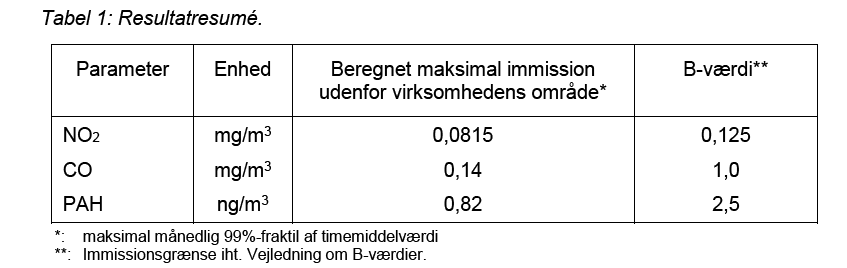 Tabel 1: Resultatresumé.
Parameter Enhed Beregnet maksimal immission udenfor virksomhedens område* B-værdi**
NO2 mg/m3 0,0815 0,125
CO mg/m3 0,14 1,0
PAH ng/m3 0,82 2,5
*: maksimal månedlig 99%-fraktil af timemiddelværdi
**: Immissionsgrænse iht. Vejledning om B-værdier.